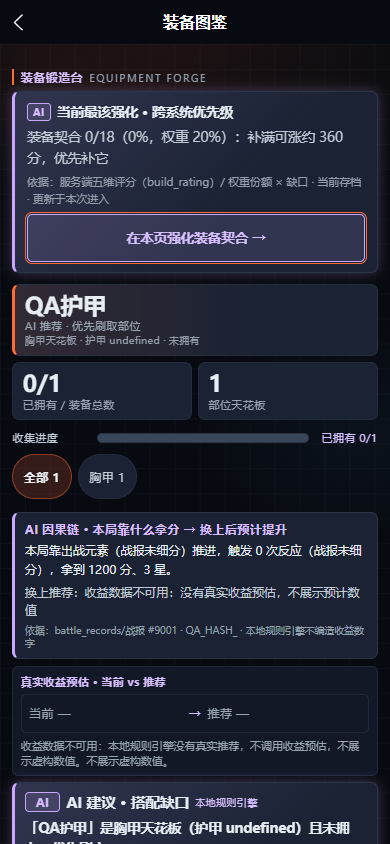 装备图鉴
装备锻造台 EQUIPMENT FORGE
AI 当前最该强化 · 跨系统优先级
装备契合 0/18（0%，权重 20%）：补满可涨约 360
分，优先补它
依据：服务端五维评分（build_rating）/ 权重份额 × 缺口 · 当前存档
· 更新于本次进入
在本页强化装备契合 →
QA护甲
AI 推荐 · 优先刷取部位
胸甲天花板 · 护甲 undefined · 未拥有
0/1
已拥有 / 装备总数
1
部位天花板
收集进度
已拥有 0/1
全部 1
胸甲 1
AI 因果链 · 本局靠什么拿分 → 换上后预计提升
本局靠出战元素（战报未细分）推进，触发 0 次反应（战报未细
分），拿到 1200 分、3 星。
换上推荐：收益数据不可用：没有真实收益预估，不展示预计数
值
依据：battle_records/战报 #9001 · QA_HASH_ · 本地规则引擎不编造收益数
字
真实收益预估 · 当前 vs 推荐
当前 — → 推荐 —
收益数据不可用：本地规则引擎没有真实推荐，不调用收益预估，不展
示虚构数值。不展示虚构数值。
AI AI 建议 · 搭配缺口 本地规则引擎
「QA护甲」是胸甲天花板（护甲 undefined）且未拥